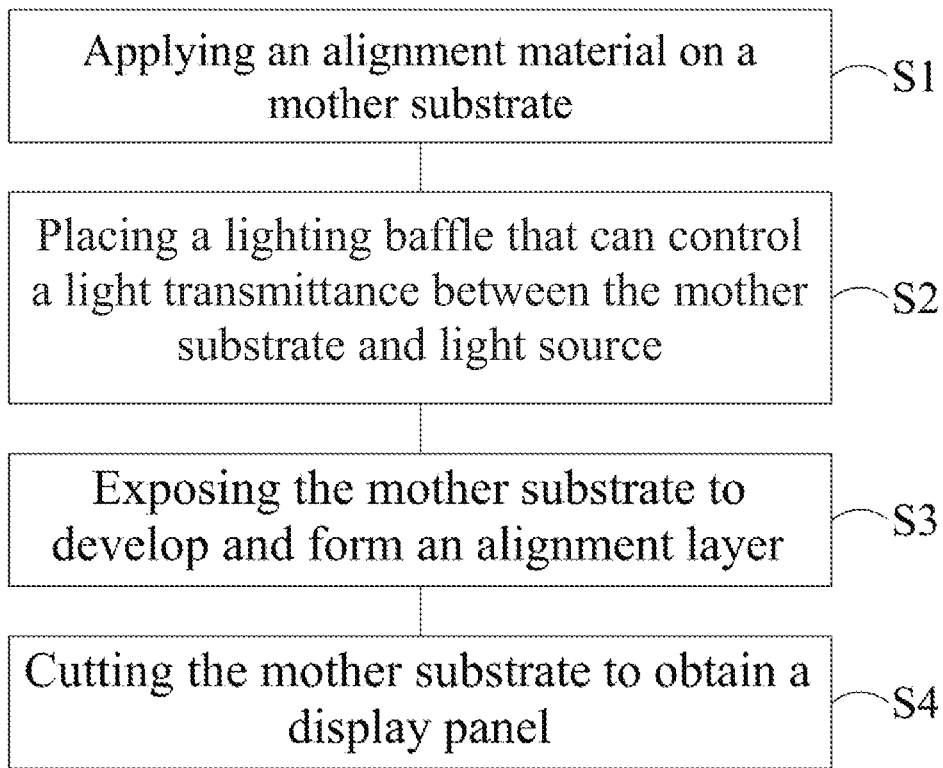 Applying an alignment material on a
mother substrate
S1
Placing a lighting baffle that can control
a light transmittance between the mother
substrate and light source
S2
Exposing the mother substrate to
develop and form an alignment layer
S3
Cutting the mother substrate to obtain a
display panel
S4